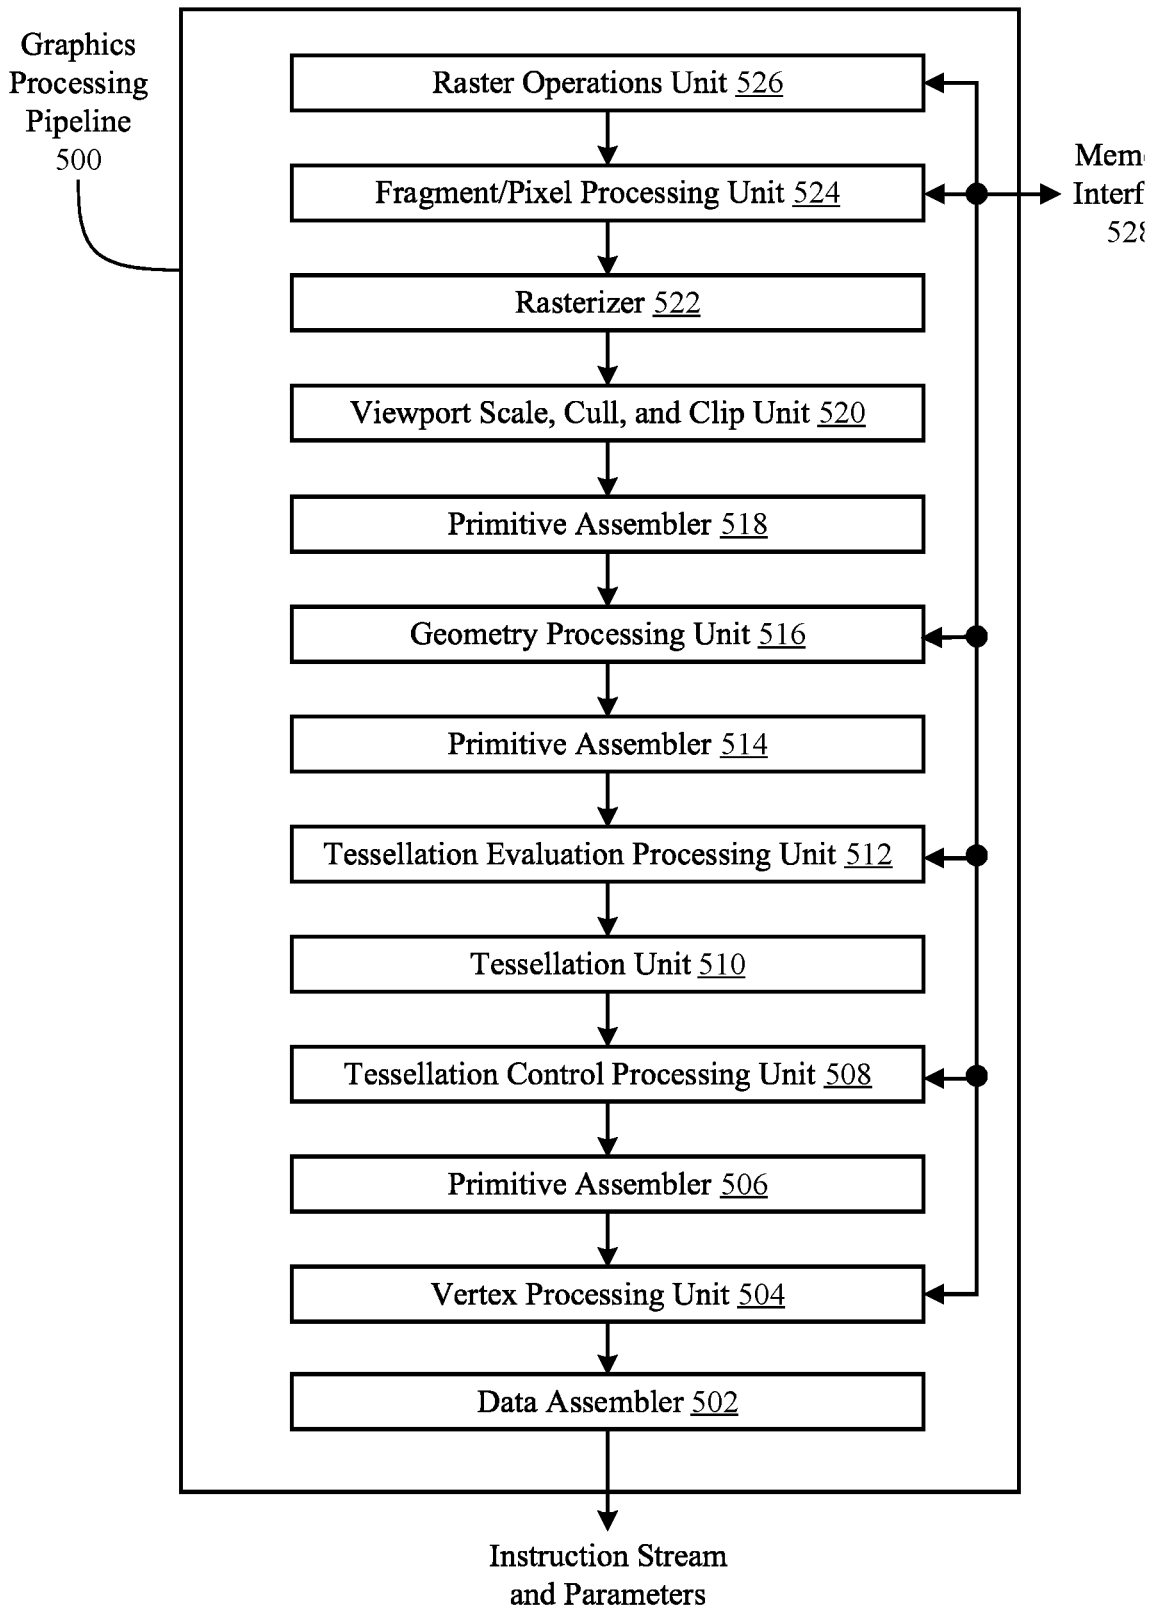 Graphics
Processing
Pipeline
500
Raster Operations Unit 526
Fragment/Pixel Processing Unit 524
Rasterizer 522
Viewport Scale, Cull, and Clip Unit 520
Primitive Assembler 518
Geometry Processing Unit 516
Primitive Assembler 514
Tessellation Evaluation Processing Unit 512
Tessellation Unit 510
Tessellation Control Processing Unit 508
Primitive Assembler 506
Vertex Processing Unit 504
Data Assembler 502
Instruction Stream
and Parameters